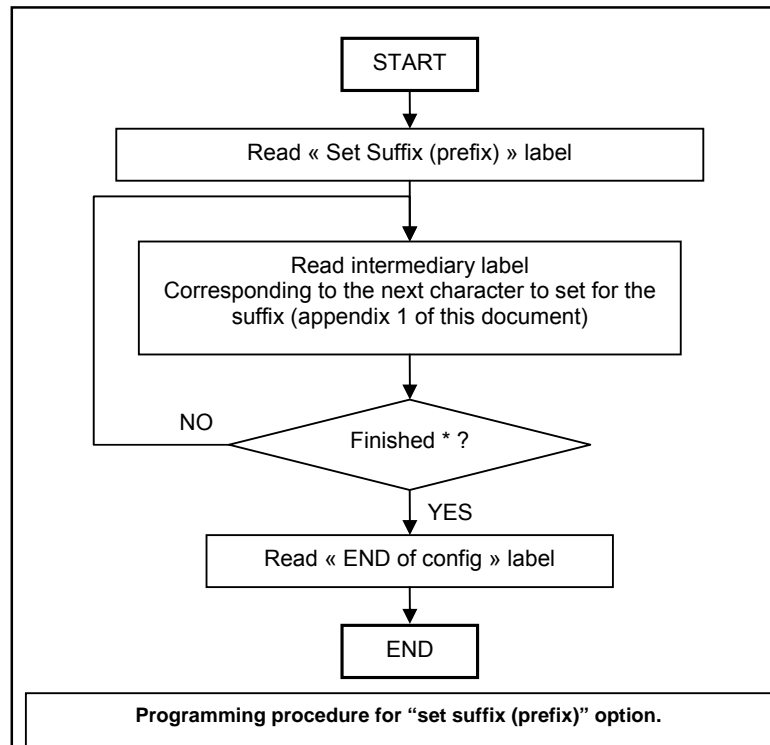 START
Read « Set Suffix (prefix) » label
Read intermediary label
Corresponding to the next character to set for the
suffix (appendix 1 of this document)
NO
Finished * ?
YES
Read « END of config » label
END
Programming procedure for “set suffix (prefix)” option.